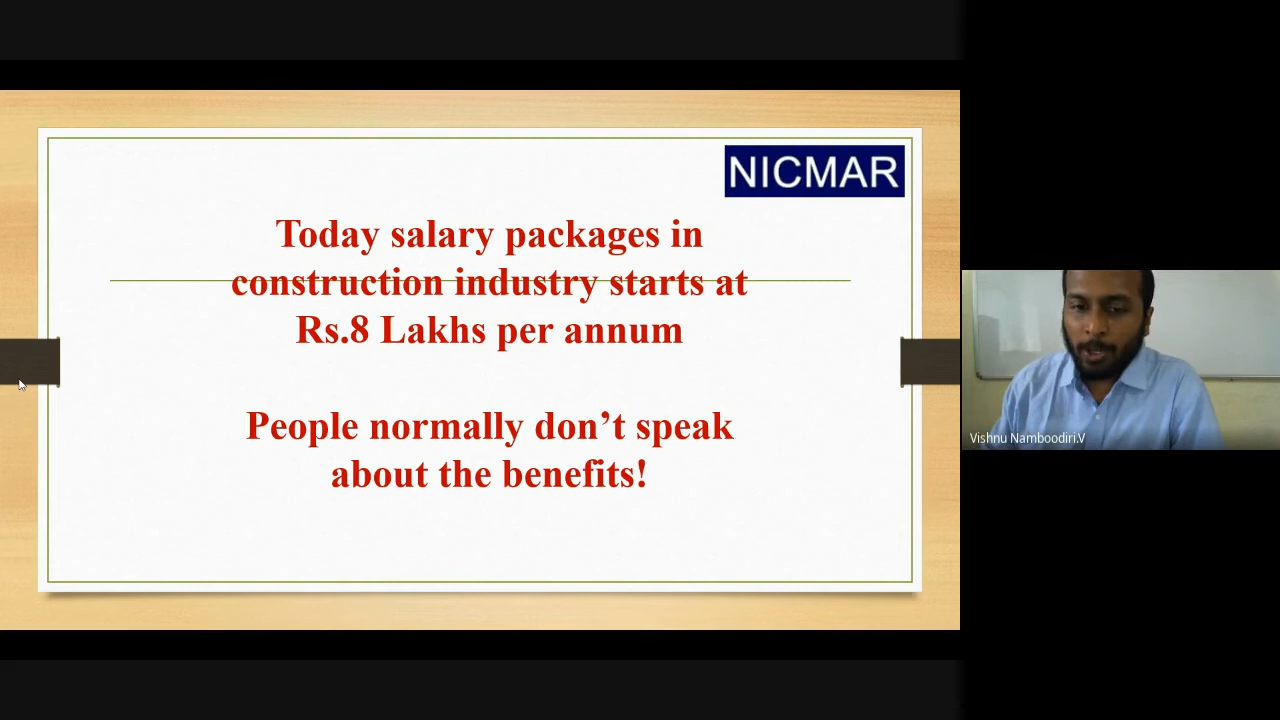 NICMAR
Today salary packages in
construction industry starts at
Rs.8 Lakhs per annum
People normally don’t speak
about the benefits!
Vishnu Namboodiri.V